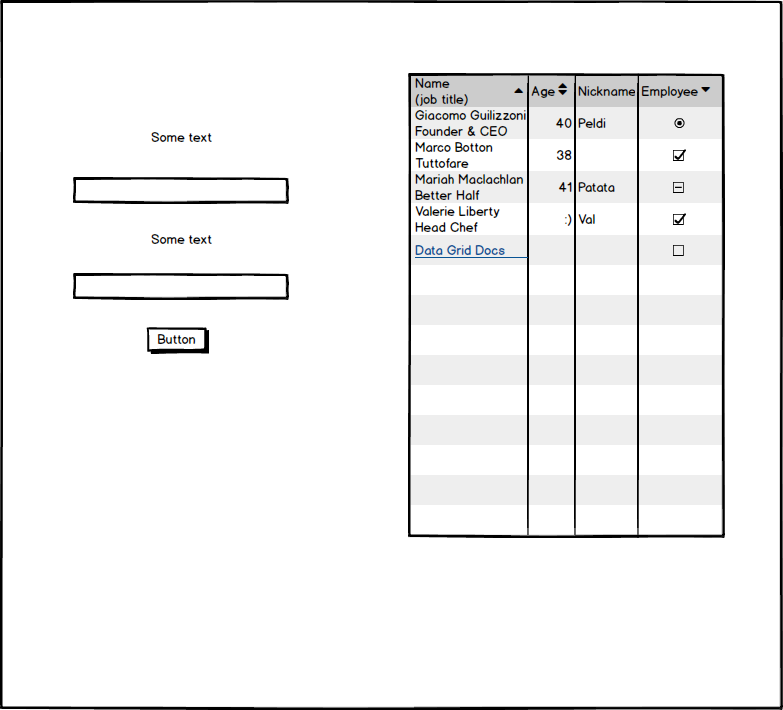 Some text
Some text
Button
Name
(job title)
Age
Nickname
Employee
Giacomo Guilizzoni
Founder & CEO
40
Peldi
Marco Botton
Tuttofare
38
Mariah Maclachlan
Better Half
41
Patata
Valerie Liberty
Head Chef
:)
Val
Data Grid Docs